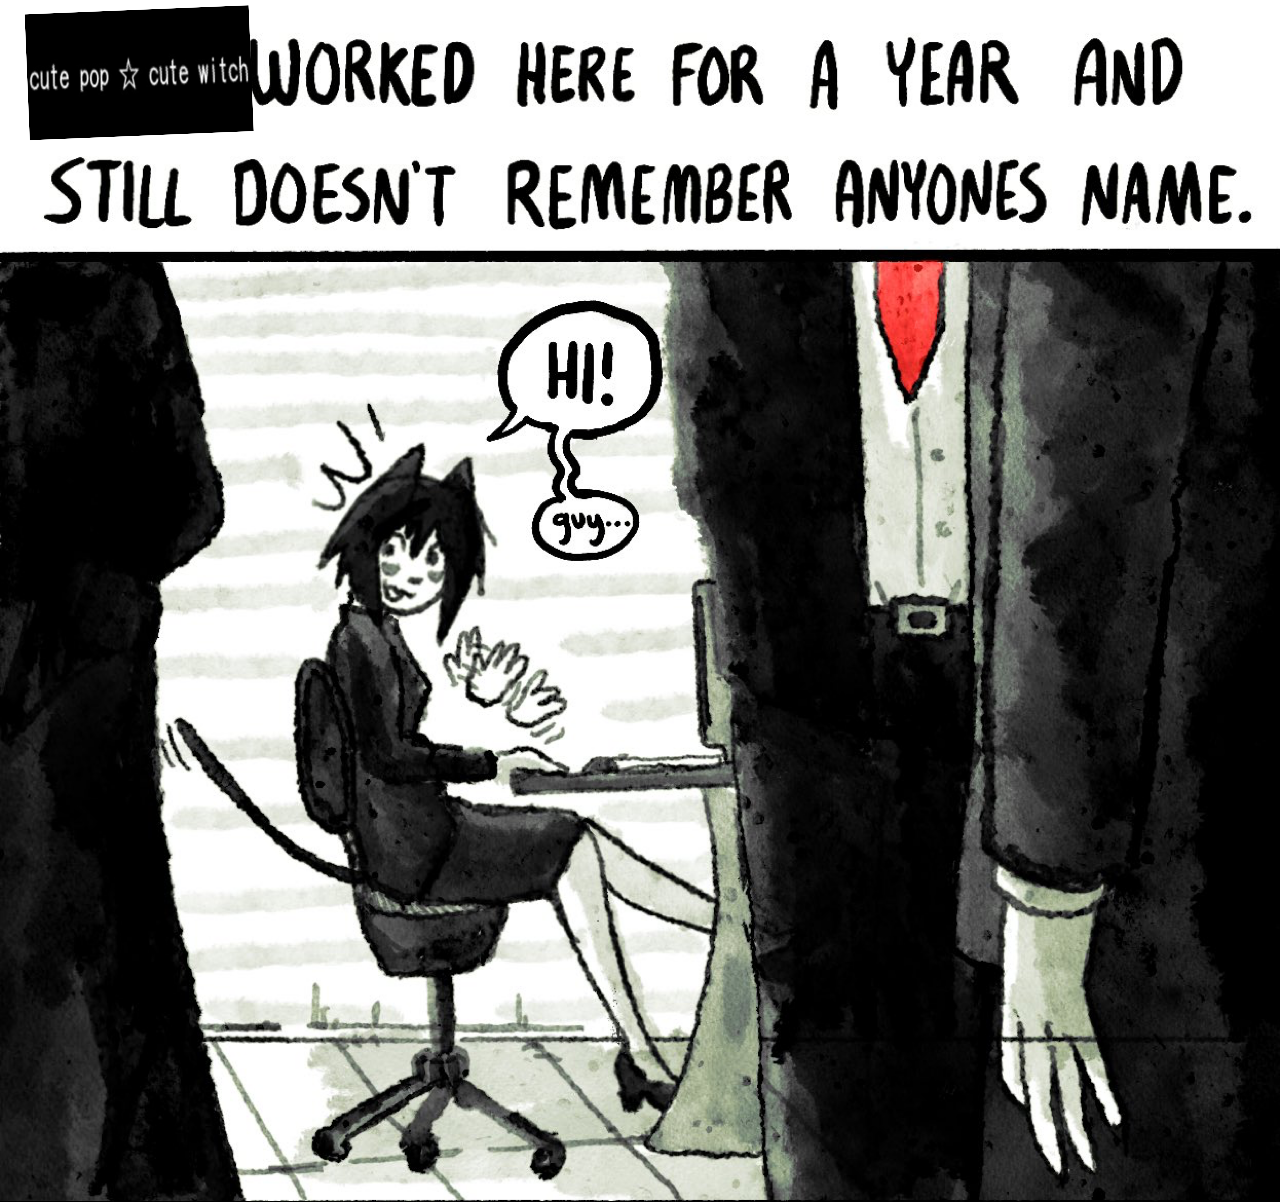 cute pop ☆ cute witch WORKED HERE FOR A YEAR AND
STILL DOESN'T REMEMBER ANYONES NAME.
HI!
guy...